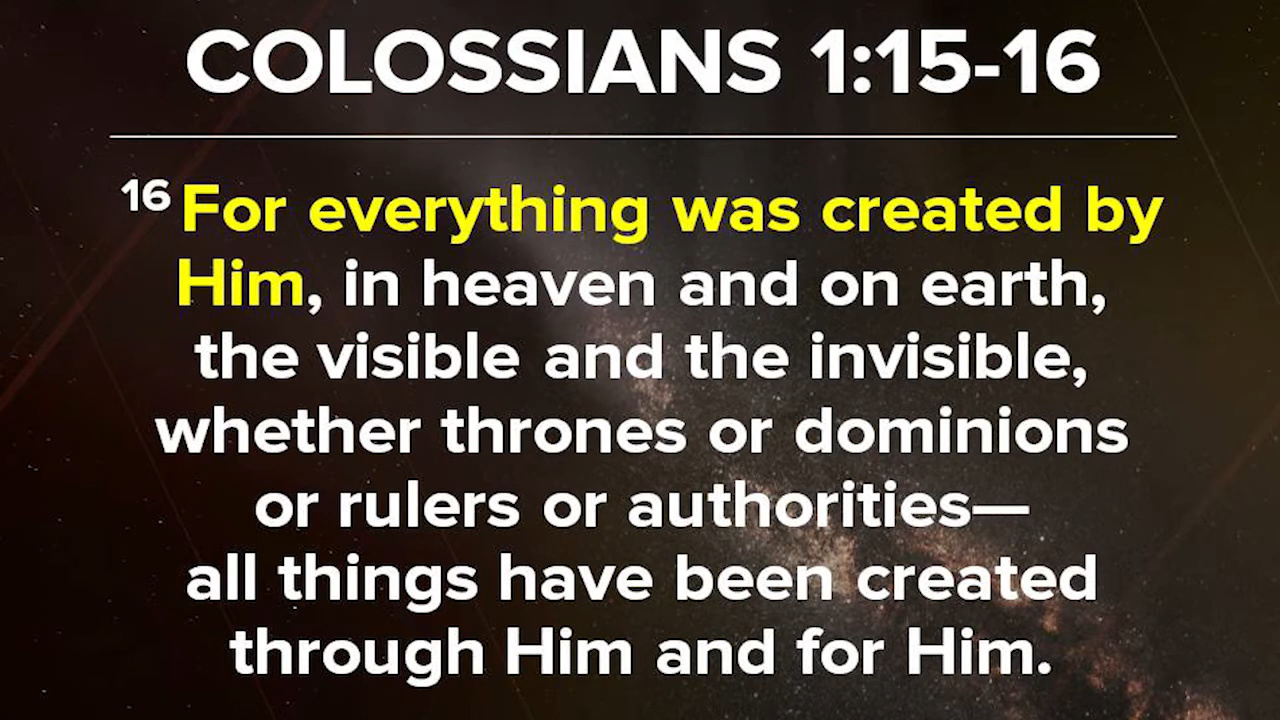 COLOSSIANS 1:15-16
16 For everything was created by
Him, in heaven and on earth,
the visible and the invisible,
whether thrones or dominions
or rulers or authorities—
all things have been created
through Him and for Him.